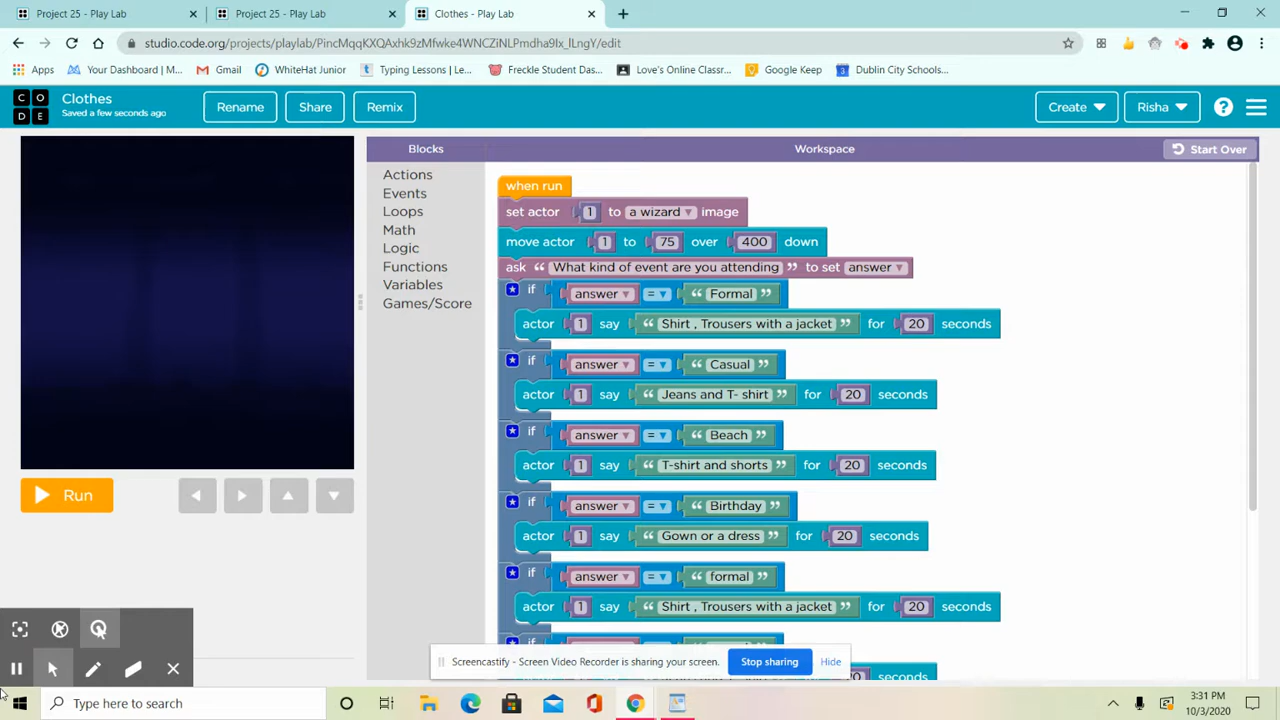 Project 25 - Play Lab
Project 25 - Play Lab
Clothes - Play Lab
studio.code.org/projects/playlab/PincMqqKXQAxhk9zMfwke4WNCZiNLPmdha9lx_lLngY/edit
Apps
Your Dashboard | M...
Gmail
WhiteHat Junior
Typing Lessons | Le...
Freckle Student Das...
Love's Online Classr...
Google Keep
Dublin City Schools...
C O D E
Clothes
Saved a few seconds ago
Rename
Share
Remix
Create
Risha
?
Blocks
Workspace
Start Over
Actions
Events
Loops
Math
Logic
Functions
Variables
Games/Score
when run
set actor 1 to a wizard image
move actor 1 to 75 over 400 down
ask “ What kind of event are you attending ” to set answer
if answer = “ Formal ”
actor 1 say “ Shirt , Trousers with a jacket ” for 20 seconds
if answer = “ Casual ”
actor 1 say “ Jeans and T- shirt ” for 20 seconds
if answer = “ Beach ”
actor 1 say “ T-shirt and shorts ” for 20 seconds
if answer = “ Birthday ”
actor 1 say “ Gown or a dress ” for 20 seconds
if answer = “ formal ”
actor 1 say “ Shirt , Trousers with a jacket ” for 20 seconds
if
seconds
Run
Screencastify - Screen Video Recorder is sharing your screen.
Stop sharing
Hide
Type here to search
3:31 PM
10/3/2020